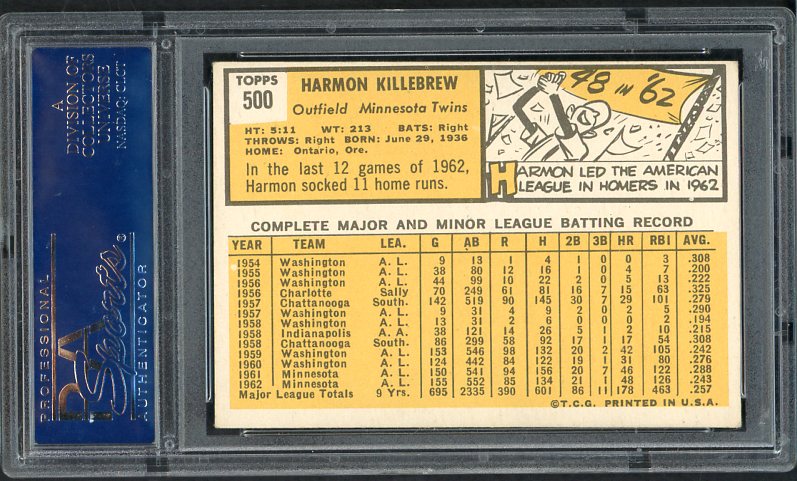 A
DIVISION OF
COLLECTORS
UNIVERSE
NASDAQ: CLCT
PROFESSIONAL
PSA
Sports®
AUTHENTICATOR
TOPPS
500
HARMON KILLEBREW
Outfield Minnesota Twins
HT: 5:11 WT: 213 BATS: Right
THROWS: Right BORN: June 29, 1936
HOME: Ontario, Ore.
In the last 12 games of 1962,
Harmon socked 11 home runs.
48 IN '62
HARMON LED THE AMERICAN
LEAGUE IN HOMERS IN 1962
COMPLETE MAJOR AND MINOR LEAGUE BATTING RECORD
YEAR TEAM LEA. G AB R H 2B 3B HR RBI AVG.
1954 Washington A. L. 9 13 1 4 1 0 0 3 .308
1955 Washington A. L. 38 80 12 16 1 0 4 7 .200
1956 Washington A. L. 44 99 10 22 2 0 5 13 .222
1956 Charlotte Sally 70 249 61 81 16 7 15 63 .325
1957 Chattanooga South. 142 519 90 145 30 7 29 101 .279
1957 Washington A. L. 9 31 4 9 2 0 2 5 .290
1958 Washington A. L. 13 31 2 6 0 0 0 2 .194
1958 Indianapolis A. A. 38 121 14 26 5 1 2 10 .215
1958 Chattanooga South. 86 299 58 92 17 1 17 54 .308
1959 Washington A. L. 153 546 98 132 20 2 42 105 .242
1960 Washington A. L. 124 442 84 122 19 1 31 80 .276
1961 Minnesota A. L. 150 541 94 156 20 7 46 122 .288
1962 Minnesota A. L. 155 552 85 134 21 1 48 126 .243
Major League Totals 9 Yrs. 695 2335 390 601 86 11 178 463 .257
©T.C.G. PRINTED IN U.S.A.